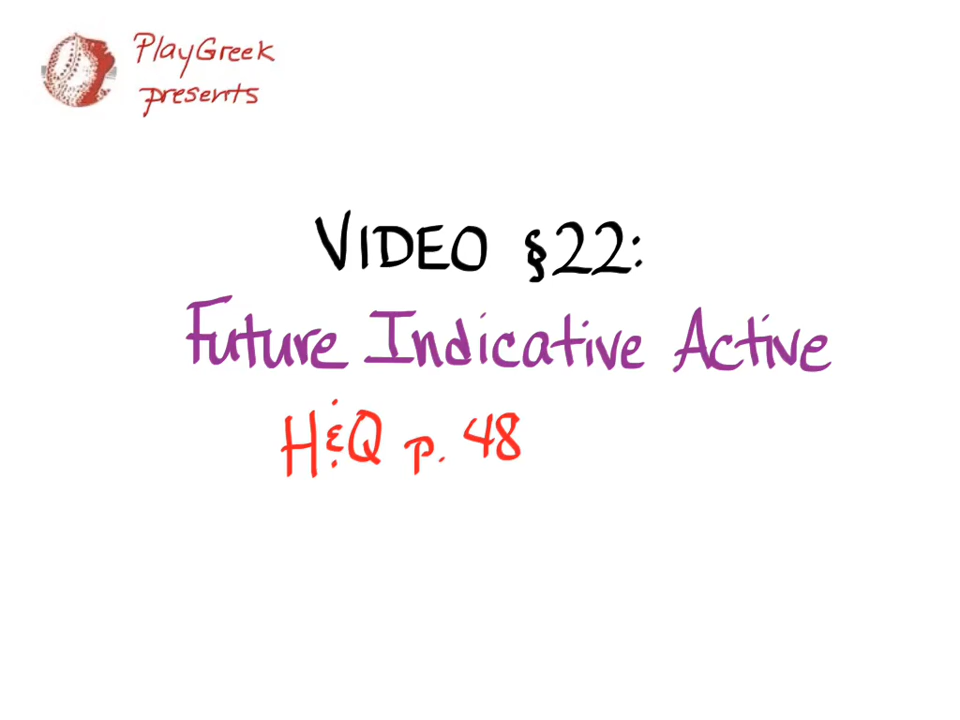 PlayGreek
presents
VIDEO §22:
Future Indicative Active
H&Q p. 48